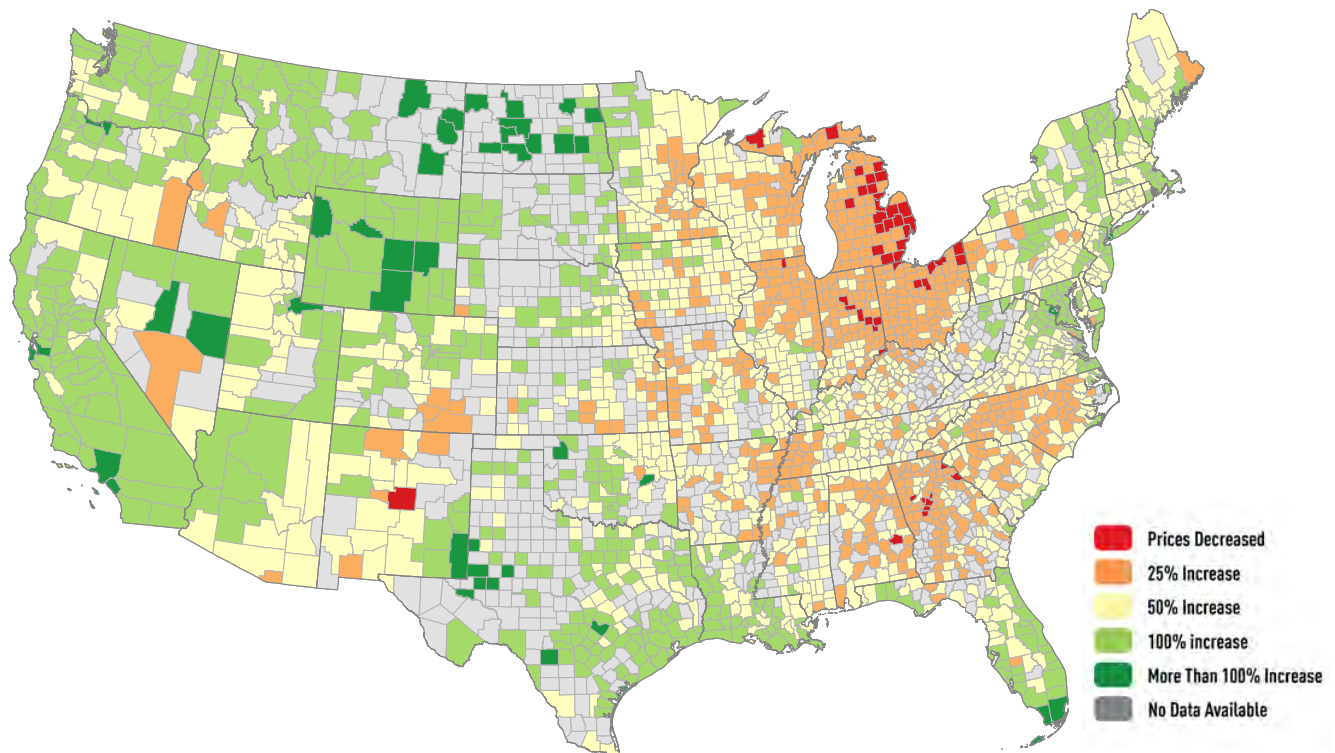 Prices Decreased
25% Increase
50% Increase
100% increase
More Than 100% Increase
No Data Available